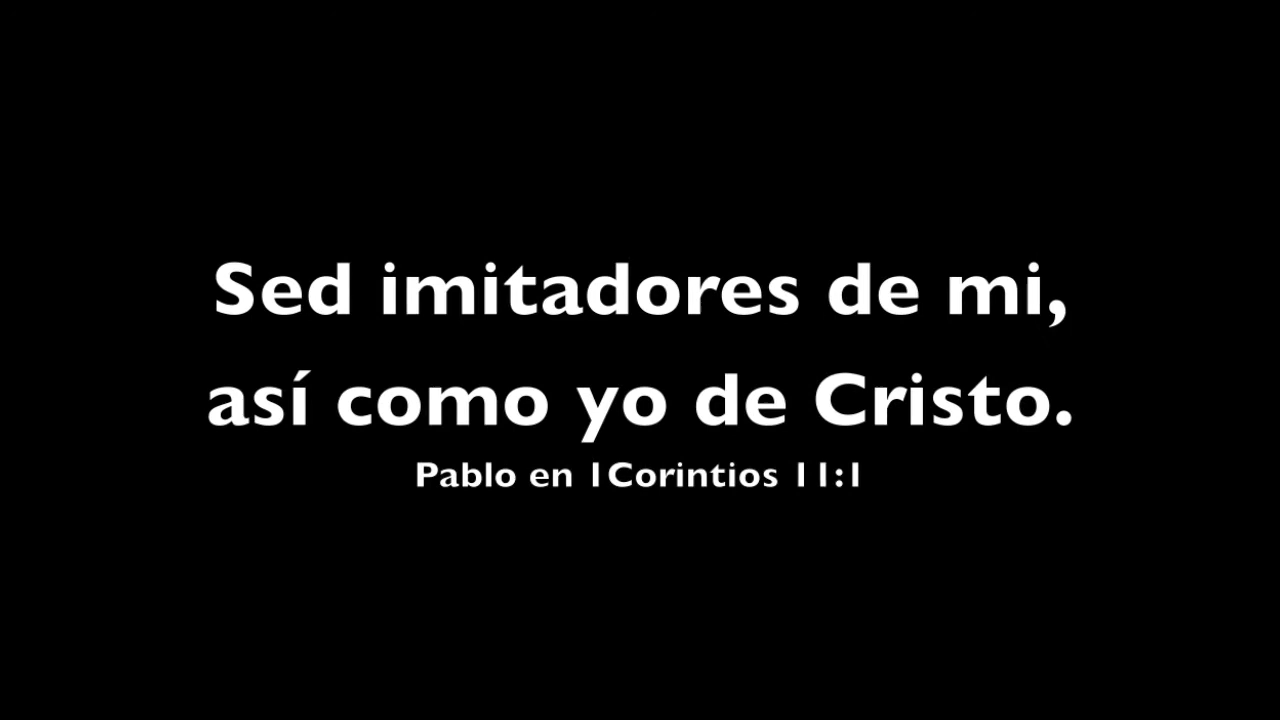 Sed imitadores de mi,
así como yo de Cristo.
Pablo en 1Corintios 11:1